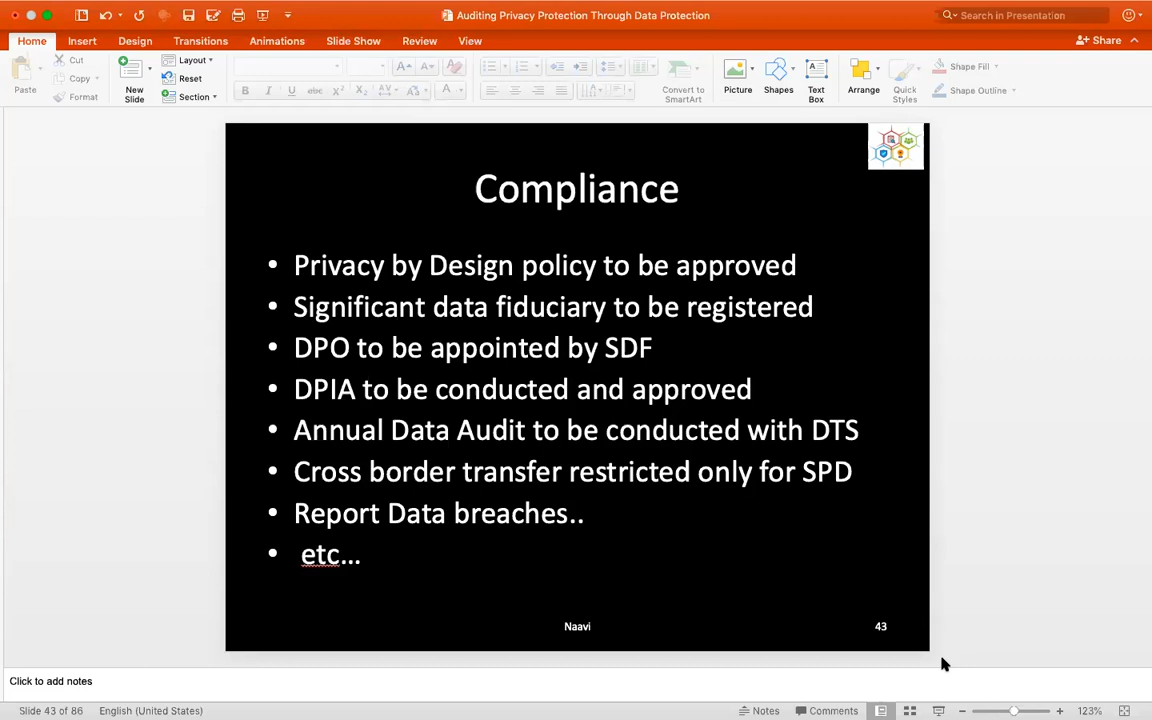 Auditing Privacy Protection Through Data Protection
Search in Presentation
Home Insert Design Transitions Animations Slide Show Review View
Share
Paste
Cut
Copy
Format
New Slide
Layout
Reset
Section
Convert to SmartArt
Picture
Shapes
Text Box
Arrange
Quick Styles
Shape Fill
Shape Outline
Compliance
• Privacy by Design policy to be approved
• Significant data fiduciary to be registered
• DPO to be appointed by SDF
• DPIA to be conducted and approved
• Annual Data Audit to be conducted with DTS
• Cross border transfer restricted only for SPD
• Report Data breaches..
• etc...
Naavi
43
Click to add notes
Slide 43 of 86 English (United States) Notes Comments 123%